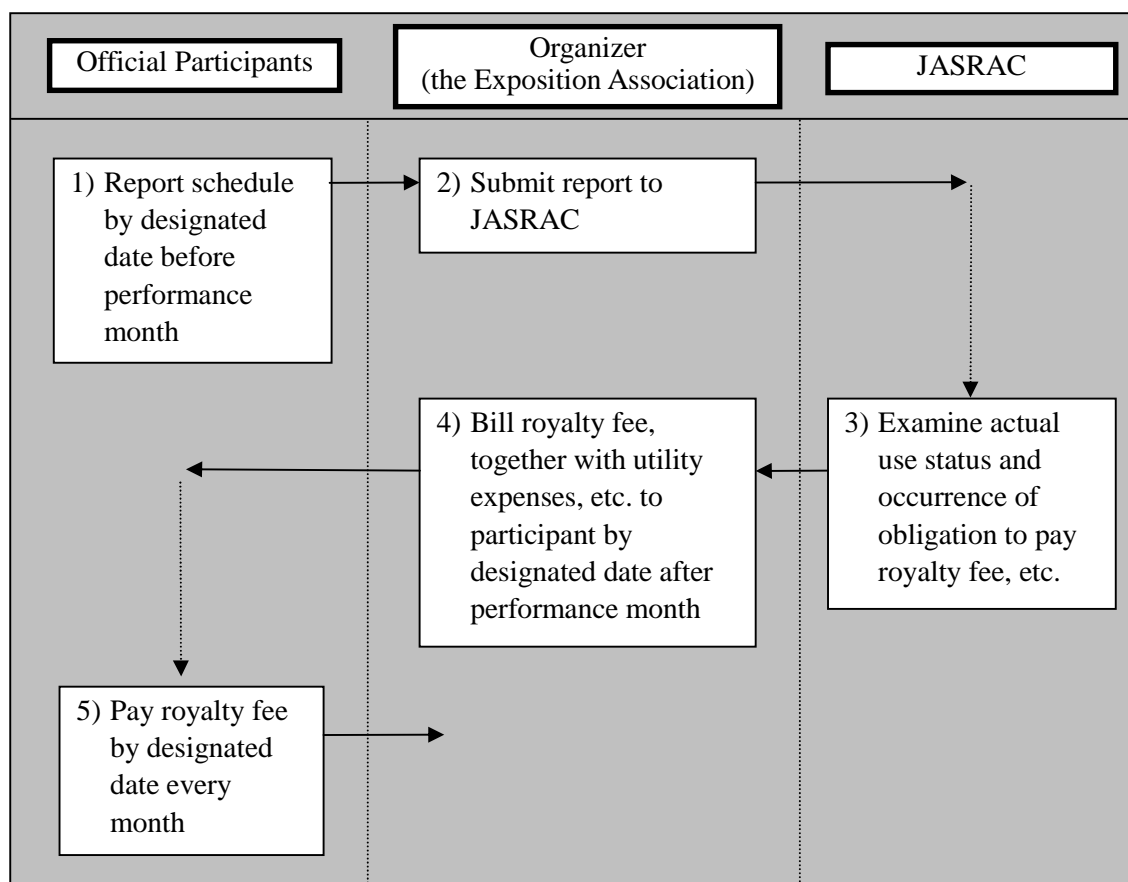 Official Participants
Organizer
(the Exposition Association)
JASRAC
1) Report schedule
by designated
date before
performance
month
2) Submit report to
JASRAC
3) Examine actual
use status and
occurrence of
obligation to pay
royalty fee, etc.
4) Bill royalty fee,
together with utility
expenses, etc. to
participant by
designated date after
performance month
5) Pay royalty fee
by designated
date every
month